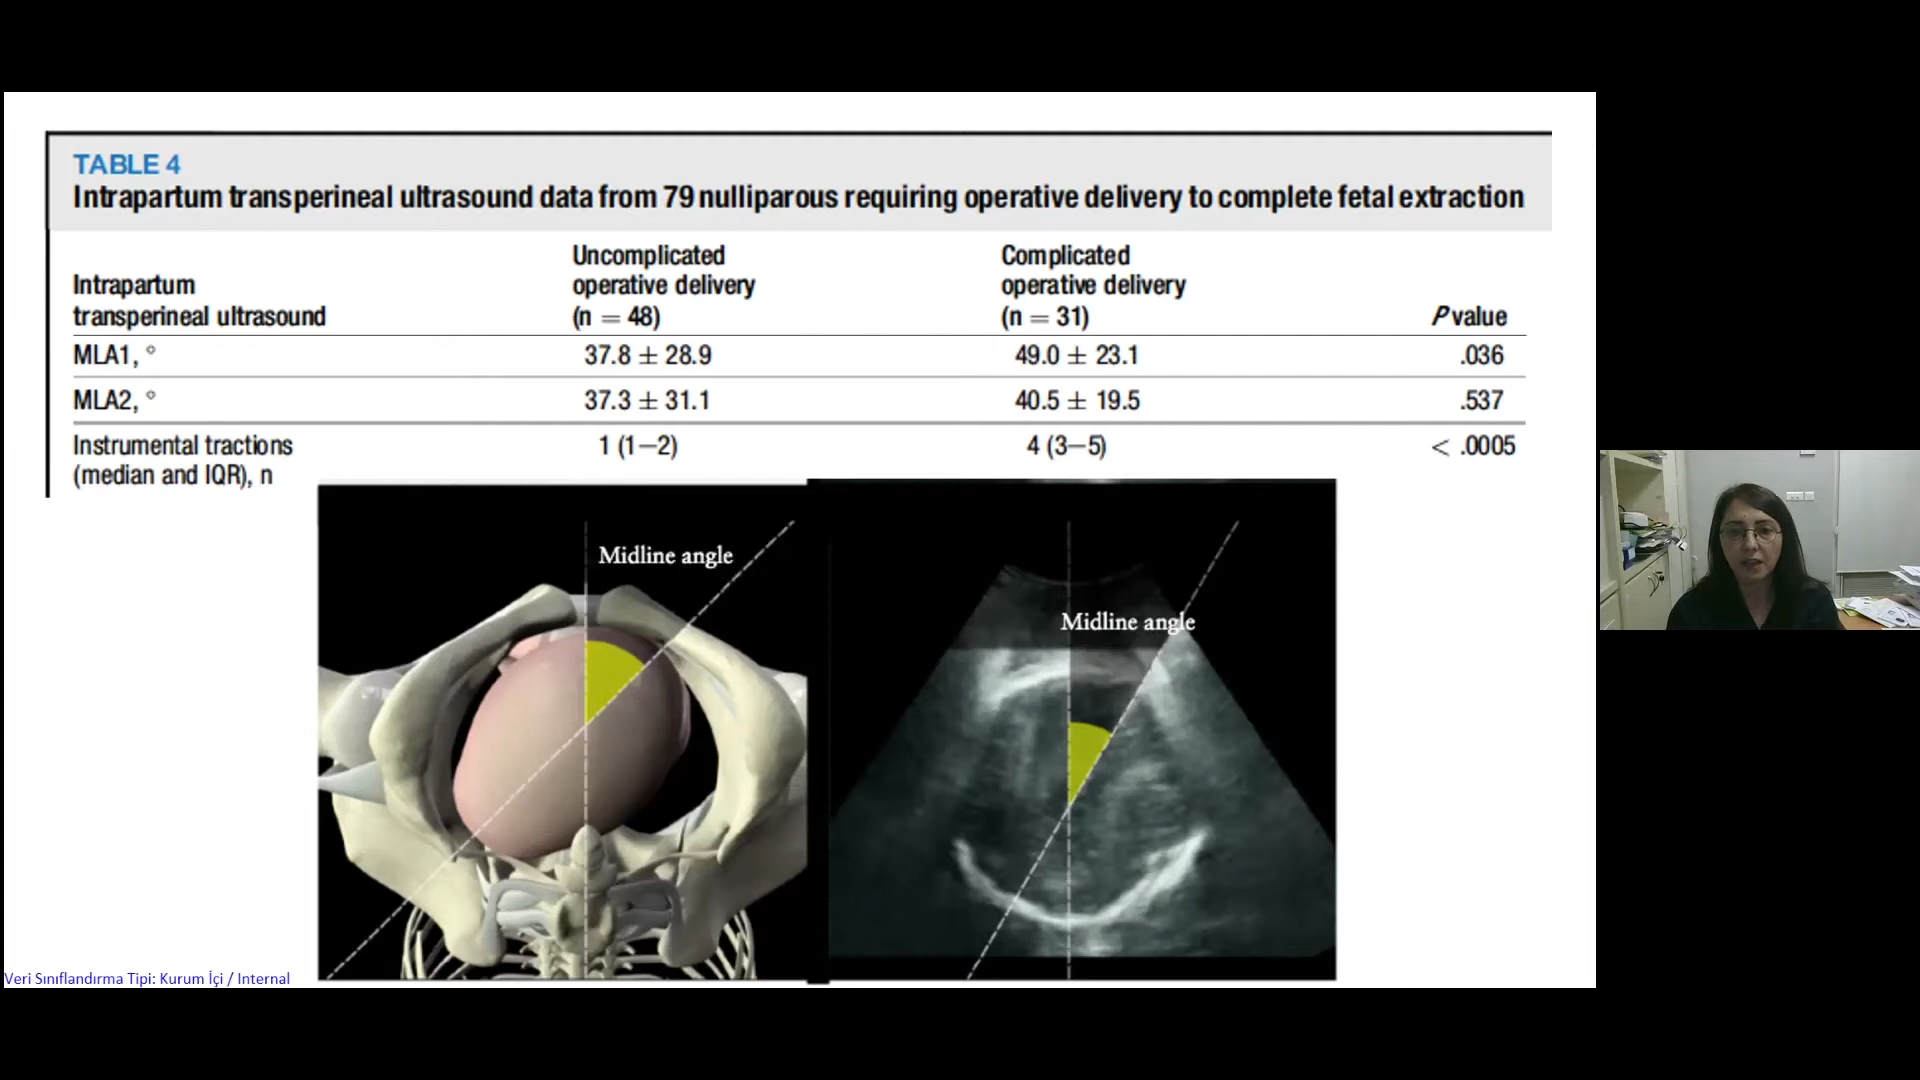 TABLE 4
Intrapartum transperineal ultrasound data from 79 nulliparous requiring operative delivery to complete fetal extraction
Intrapartum
transperineal ultrasound
Uncomplicated
operative delivery
(n = 48)
Complicated
operative delivery
(n = 31)
P value
MLA1, ° 37.8 ± 28.9 49.0 ± 23.1 .036
MLA2, ° 37.3 ± 31.1 40.5 ± 19.5 .537
Instrumental tractions 1 (1–2) 4 (3–5) < .0005
(median and IQR), n
Midline angle
Midline angle
Veri Sınıflandırma Tipi: Kurum İçi / Internal